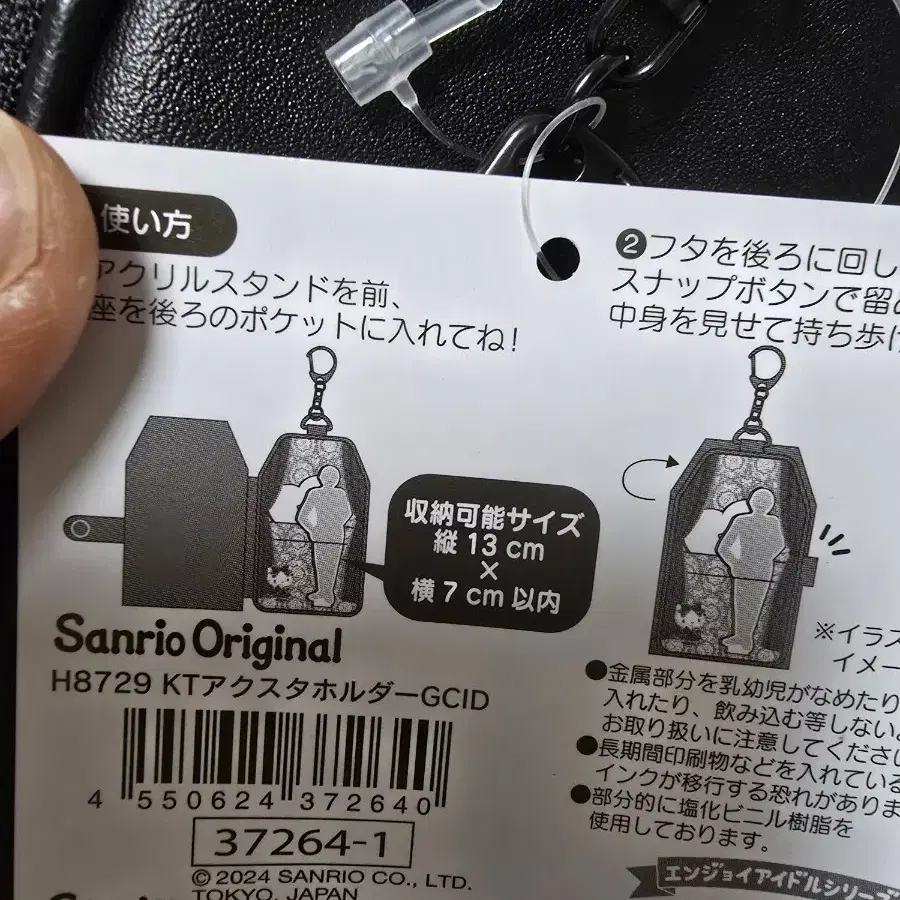 使い方
アクリルスタンドを前、
座を後ろのポケットに入れてね!
収納可能サイズ
縦 13 cm
×
横 7 cm 以内
Sanrio Original
H8729 KTアクスタホルダーGCID
4 550624 372640
37264-1
© 2024 SANRIO CO., LTD.
TOKYO, JAPAN
❷フタを後ろに回し
スナップボタンで留め
中身を見せて持ち歩け
※イラス
イメー
●金属部分を乳幼児がなめたり
入れたり、飲み込む等しない
お取り扱いに注意してください
●長期間印刷物などを入れている
インクが移行する恐れがありま
●部分的に塩化ビニル樹脂を
使用しております。
エンジョイアイドルシリーズ